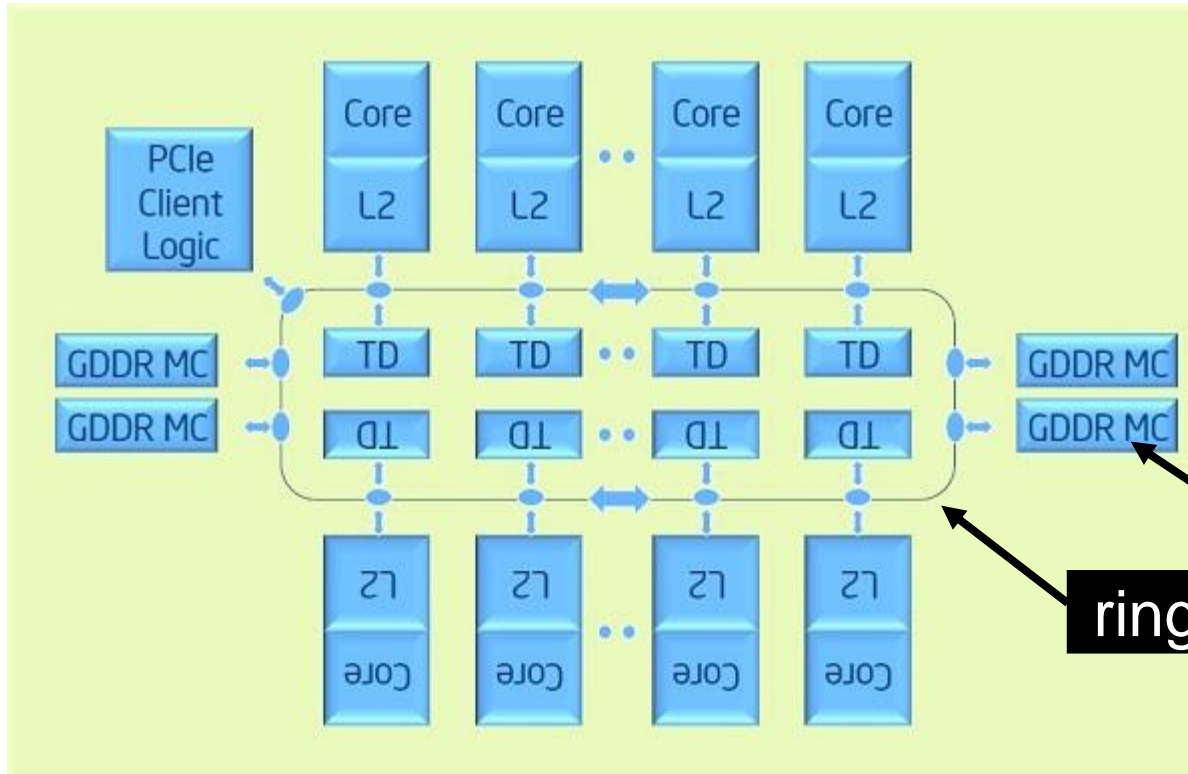 Core Core Core Core
PCIe
Client
Logic
L2 L2 L2 L2
GDDR MC TD TD TD TD GDDR MC
GDDR MC TD TD TD TD GDDR MC
ring
L2 L2 L2 L2
Core Core Core Core